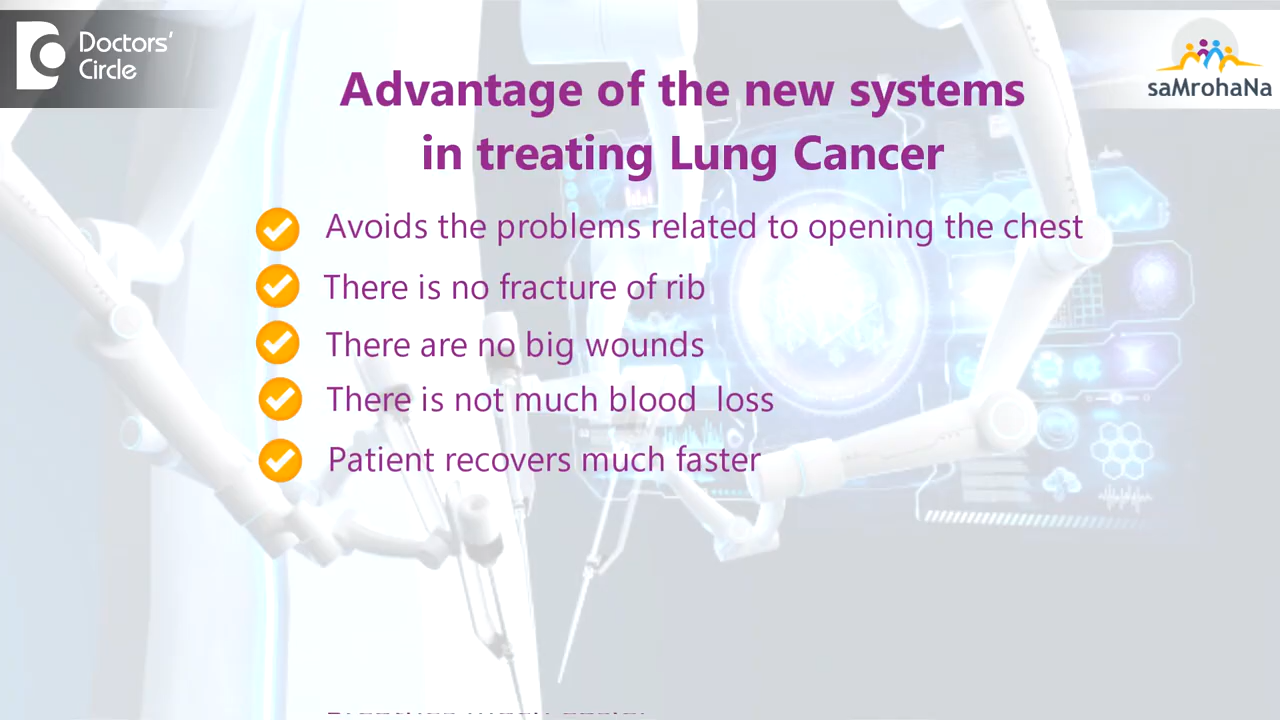 Doctors'
Circle
saMrohaNa
Advantage of the new systems
in treating Lung Cancer
Avoids the problems related to opening the chest
There is no fracture of rib
There are no big wounds
There is not much blood loss
Patient recovers much faster